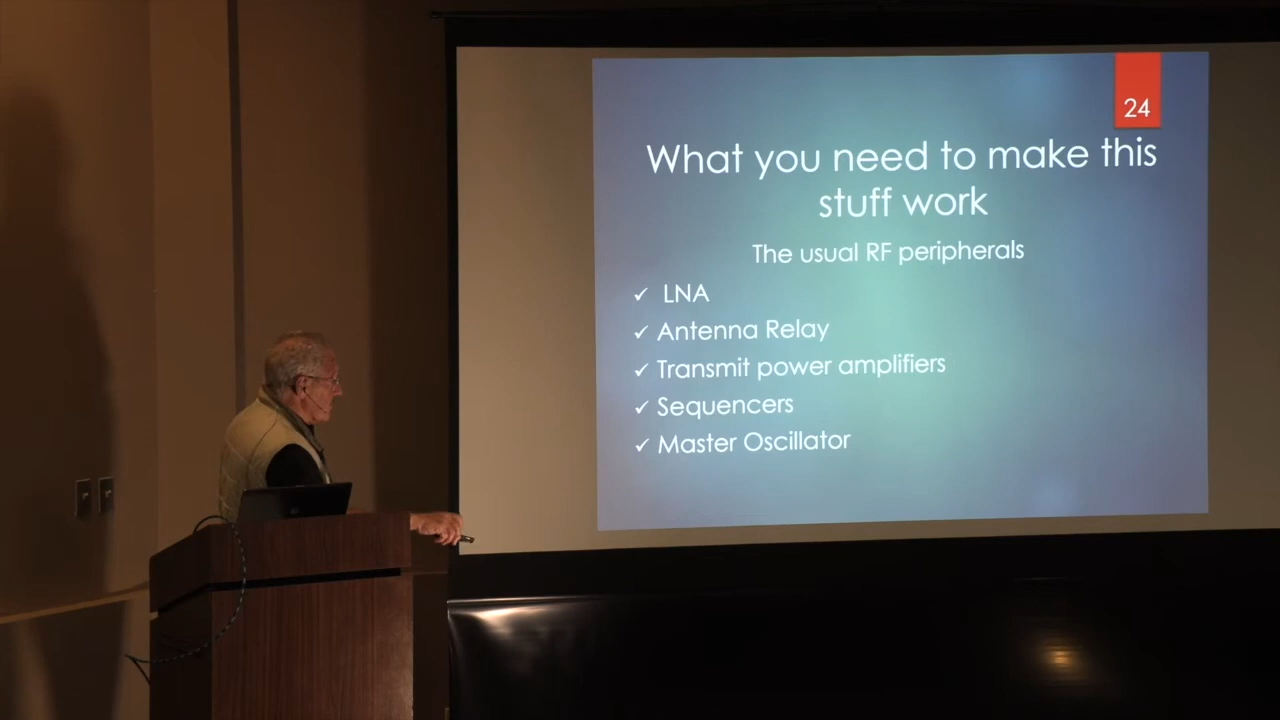 24
What you need to make this
stuff work
The usual RF peripherals
✓ LNA
✓ Antenna Relay
✓ Transmit power amplifiers
✓ Sequencers
✓ Master Oscillator